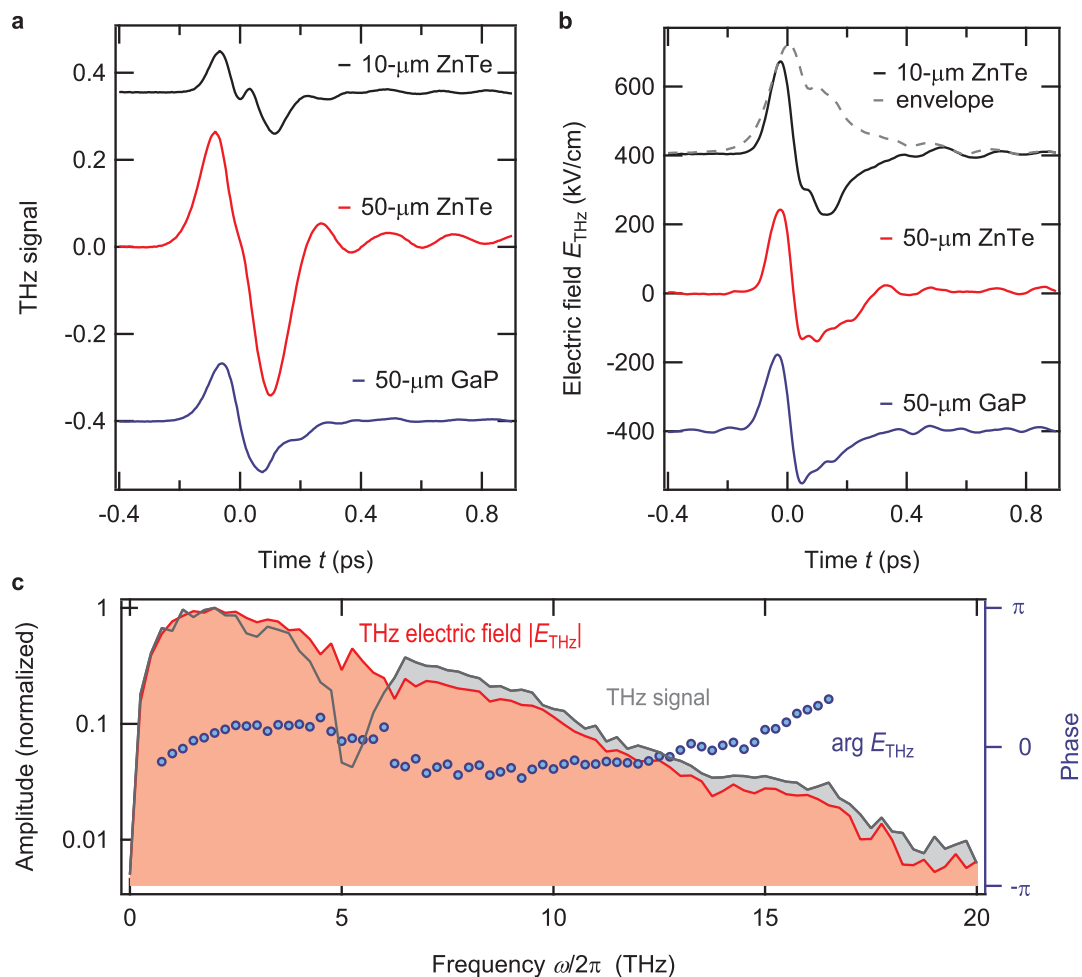 a
THz signal
0.4
0.2
0.0
-0.2
-0.4
10-μm ZnTe
50-μm ZnTe
50-μm GaP
-0.4
0.0
0.4
0.8
Time t (ps)
b
Electric field E_THz (kV/cm)
600
400
200
0
-200
-400
10-μm ZnTe
envelope
50-μm ZnTe
50-μm GaP
-0.4
0.0
0.4
0.8
Time t (ps)
c
Amplitude (normalized)
1
0.1
0.01
THz electric field |E_THz|
THz signal
arg E_THz
π
0
-π
Phase
0
5
10
15
20
Frequency ω/2π (THz)